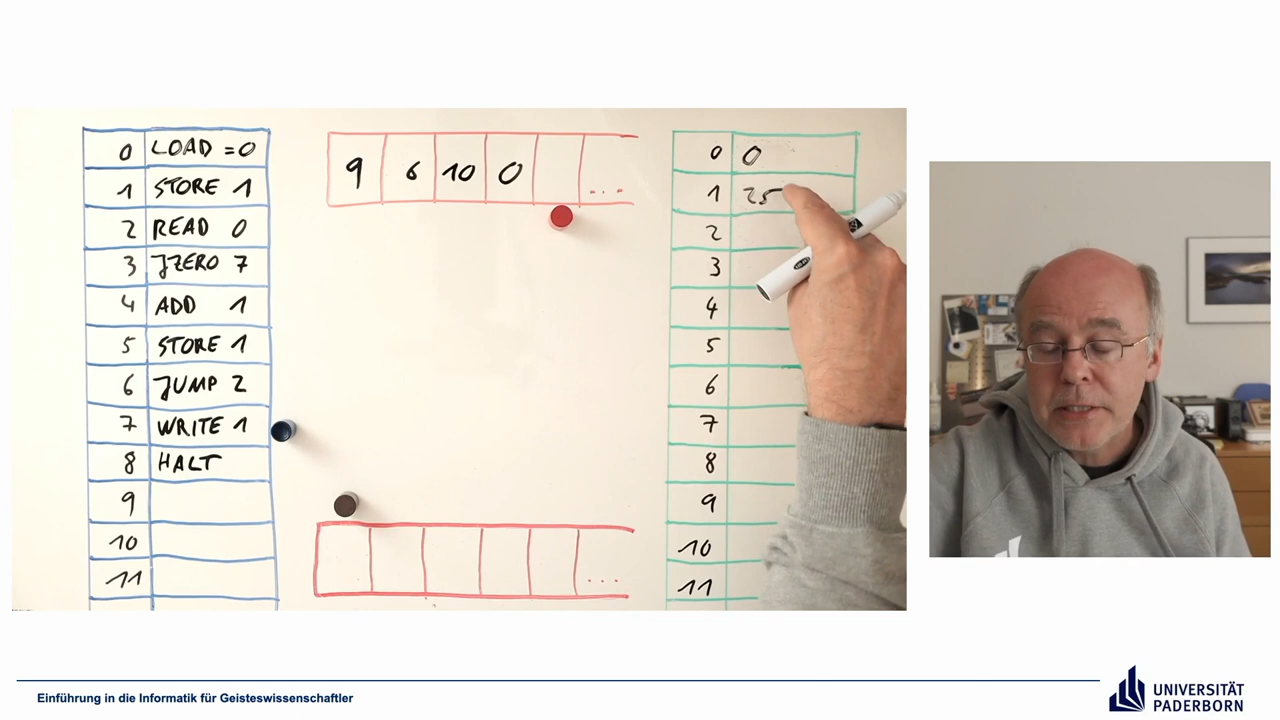 0 LOAD =0
1 STORE 1
2 READ 0
3 JZERO 7
4 ADD 1
5 STORE 1
6 JUMP 2
7 WRITE 1
8 HALT
9
10
11
9 6 10 0 ...
...
0 0
1 25
2
3
4
5
6
7
8
9
10
11
Einführung in die Informatik für Geisteswissenschaftler
UNIVERSITÄT
PADERBORN